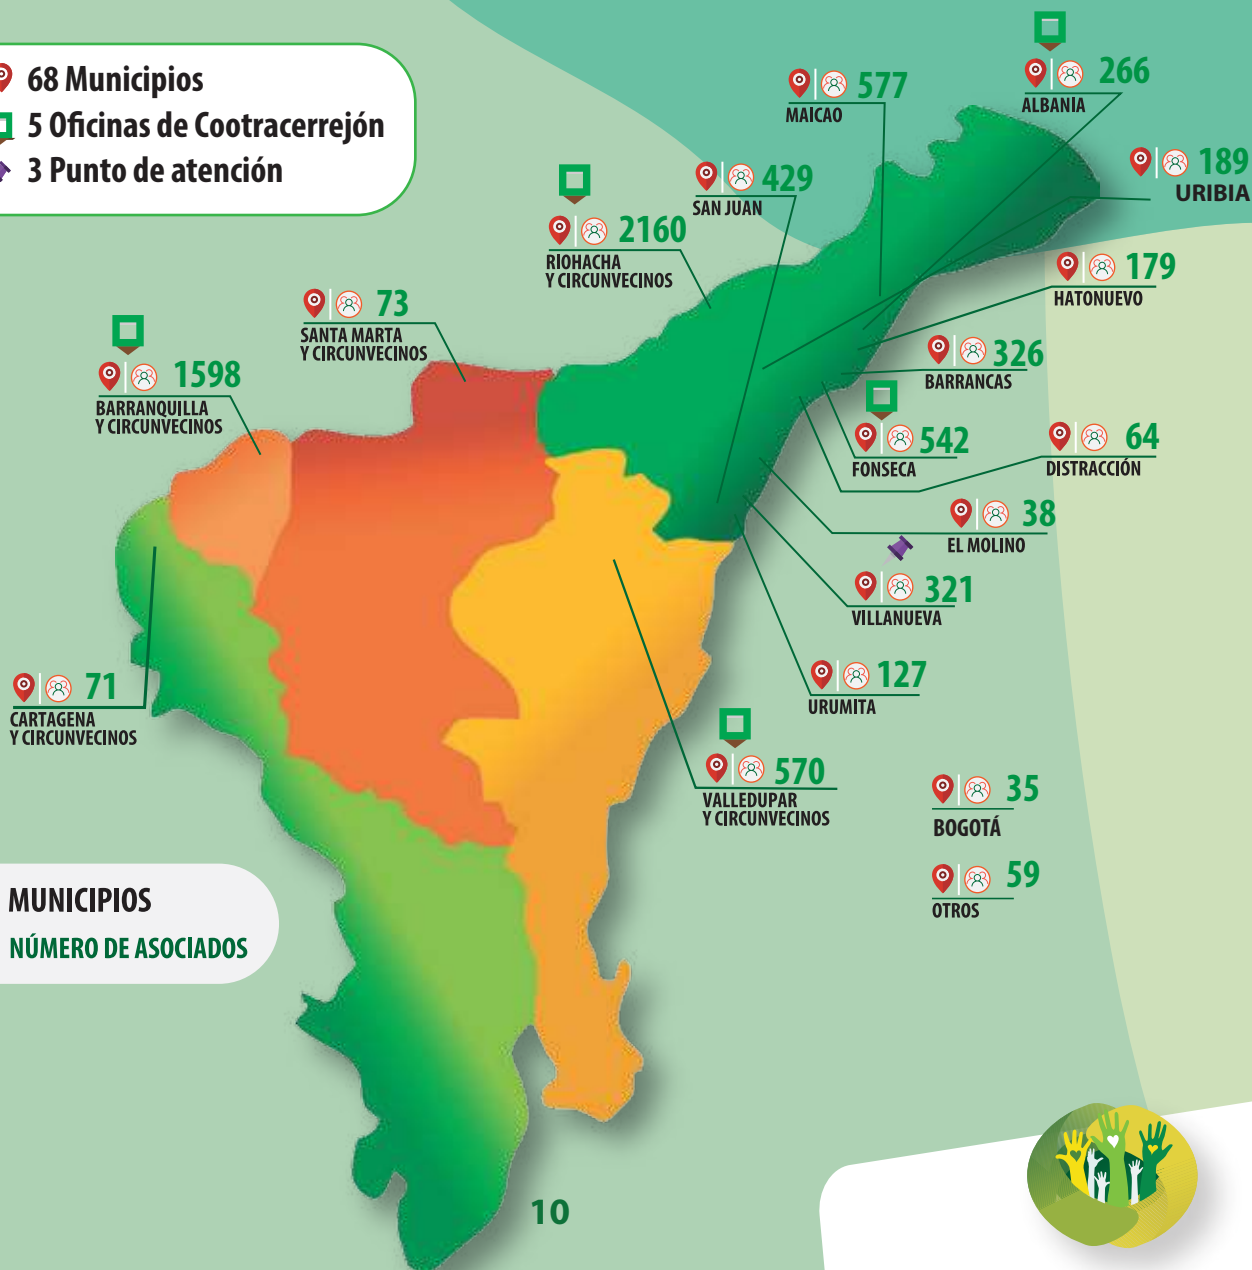 68 Municipios
5 Oficinas de Cootracerrejón
3 Punto de atención
266
ALBANIA
577
MAICAO
189
URIBIA
429
SAN JUAN
2160
RIOHACHA
Y CIRCUNVECINOS
179
HATONUEVO
73
SANTA MARTA
Y CIRCUNVECINOS
326
BARRANCAS
1598
BARRANQUILLA
Y CIRCUNVECINOS
542
FONSECA
64
DISTRACCIÓN
38
EL MOLINO
321
VILLANUEVA
127
URUMITA
71
CARTAGENA
Y CIRCUNVECINOS
570
VALLEDUPAR
Y CIRCUNVECINOS
35
BOGOTÁ
59
OTROS
MUNICIPIOS
NÚMERO DE ASOCIADOS
10